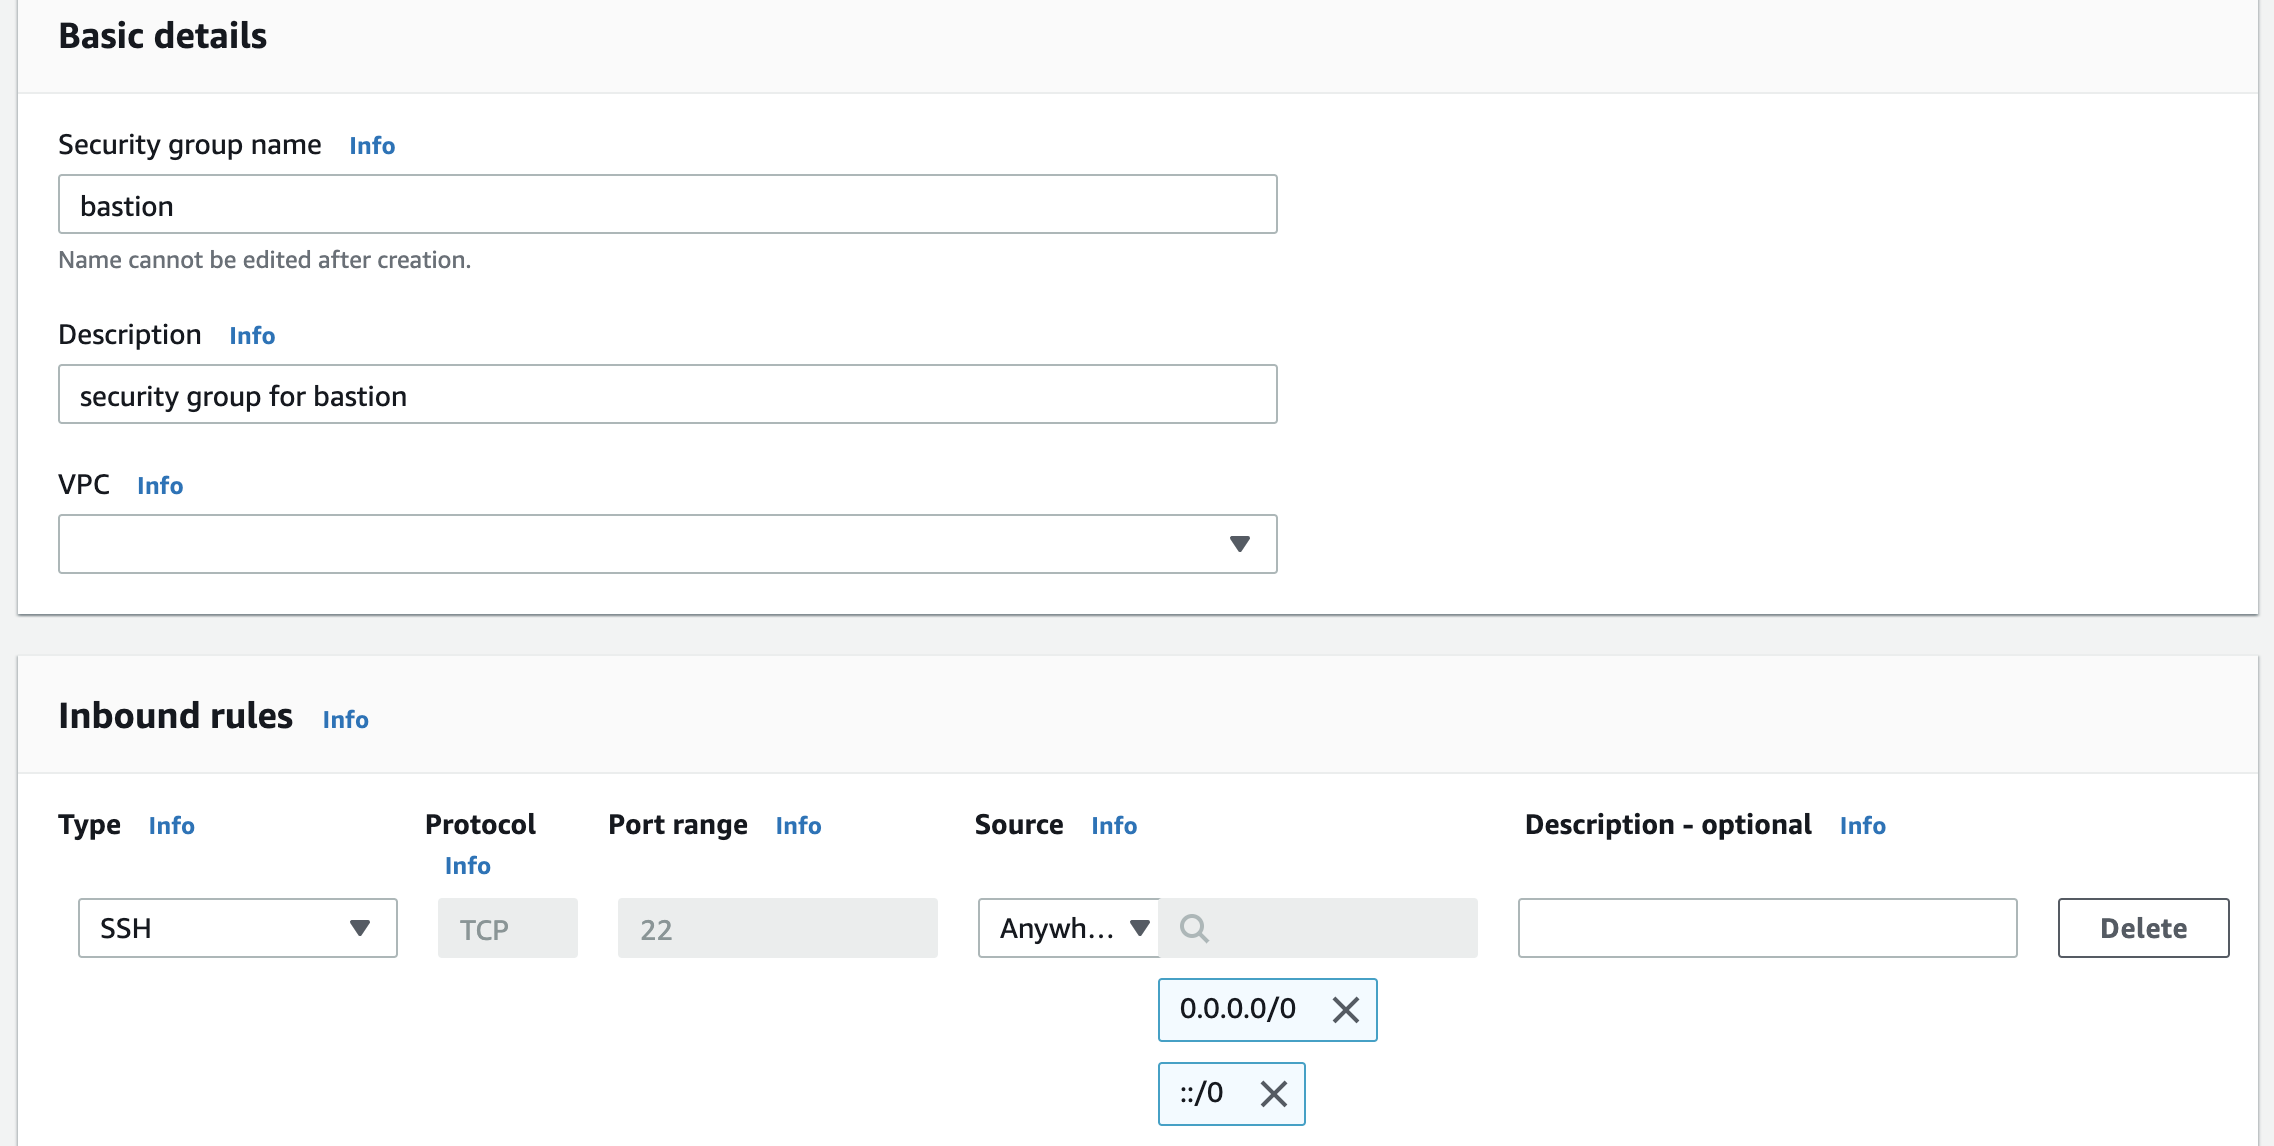 Basic details
Security group name Info
bastion
Name cannot be edited after creation.
Description Info
security group for bastion
VPC Info
Inbound rules Info
Type Info Protocol Info Port range Info Source Info Description - optional Info
SSH TCP 22 Anywh... Delete
0.0.0.0/0
::/0